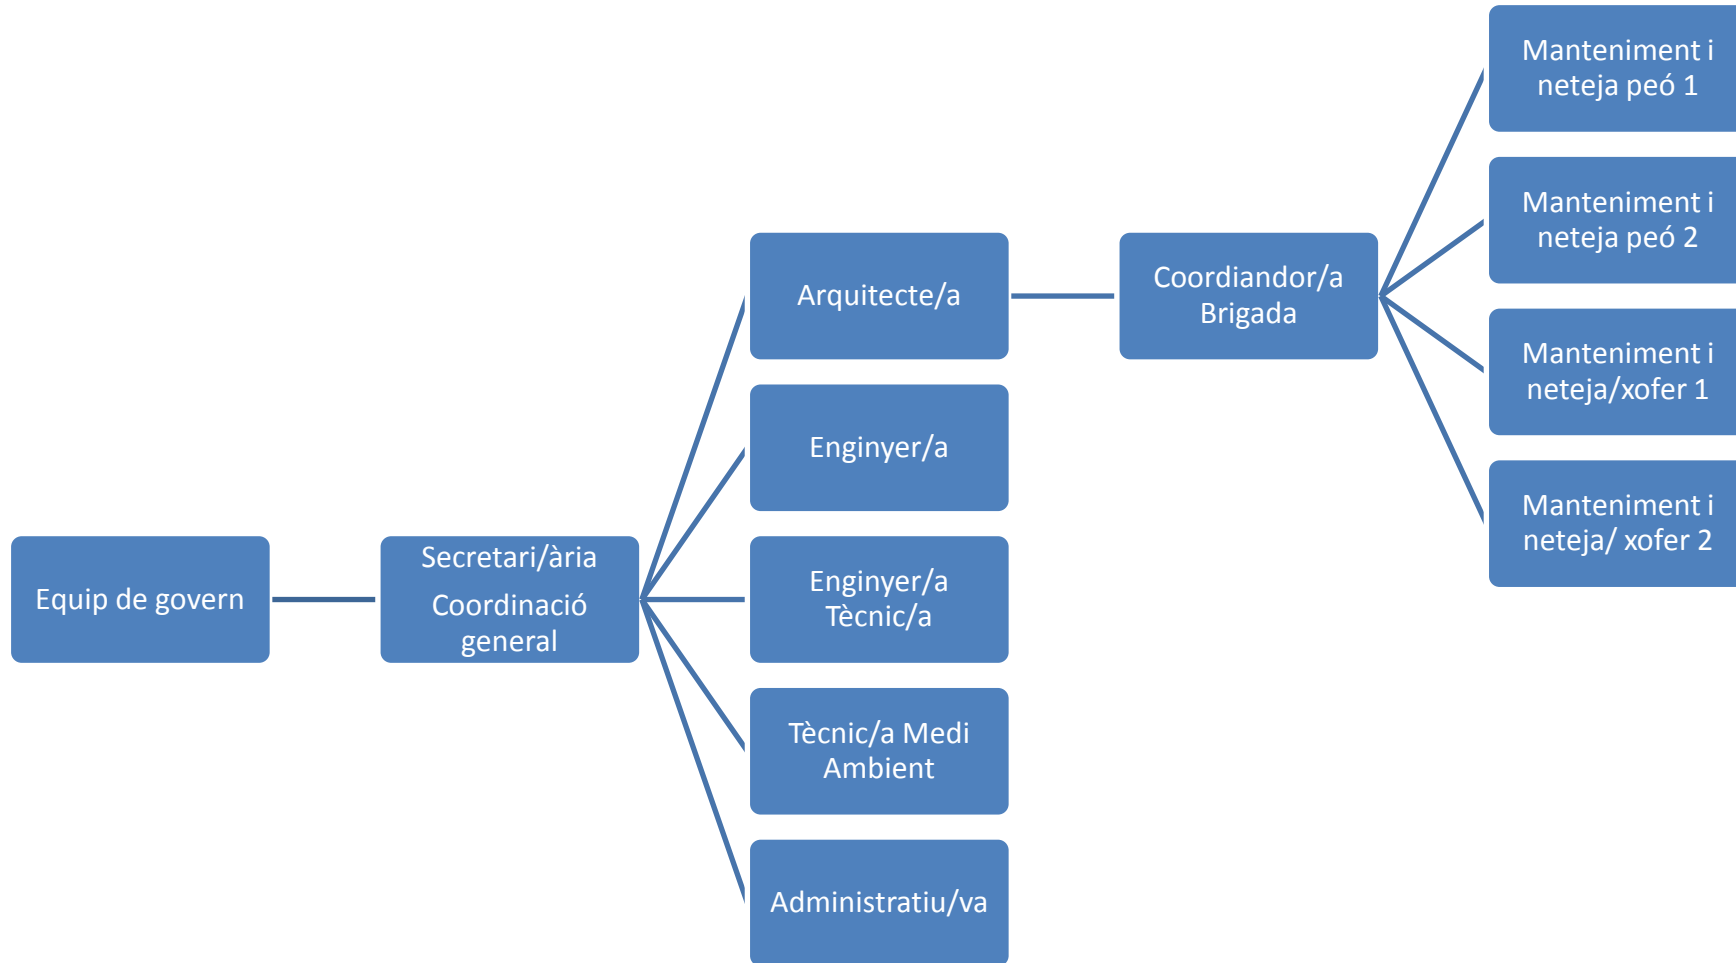 Equip de govern
Secretari/ària
Coordinació
general
Arquitecte/a
Enginyer/a
Enginyer/a
Tècnic/a
Tècnic/a Medi
Ambient
Administratiu/va
Coordiandor/a
Brigada
Manteniment i
neteja peó 1
Manteniment i
neteja peó 2
Manteniment i
neteja/xofer 1
Manteniment i
neteja/ xofer 2